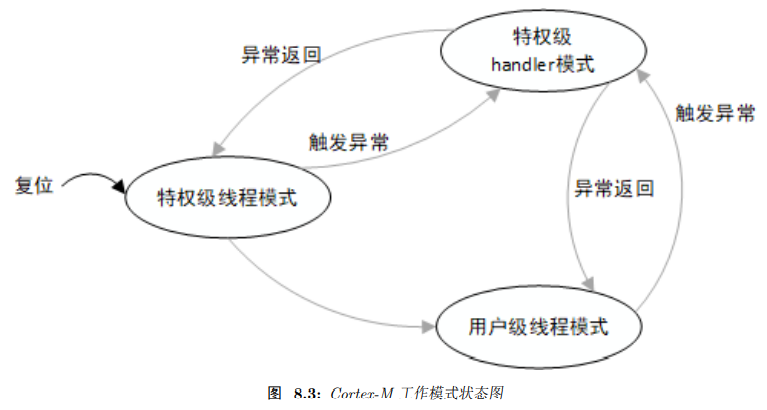 特权级
handler模式
异常返回
触发异常
触发异常
复位
特权级线程模式
异常返回
用户级线程模式
图 8.3: Cortex-M 工作模式状态图